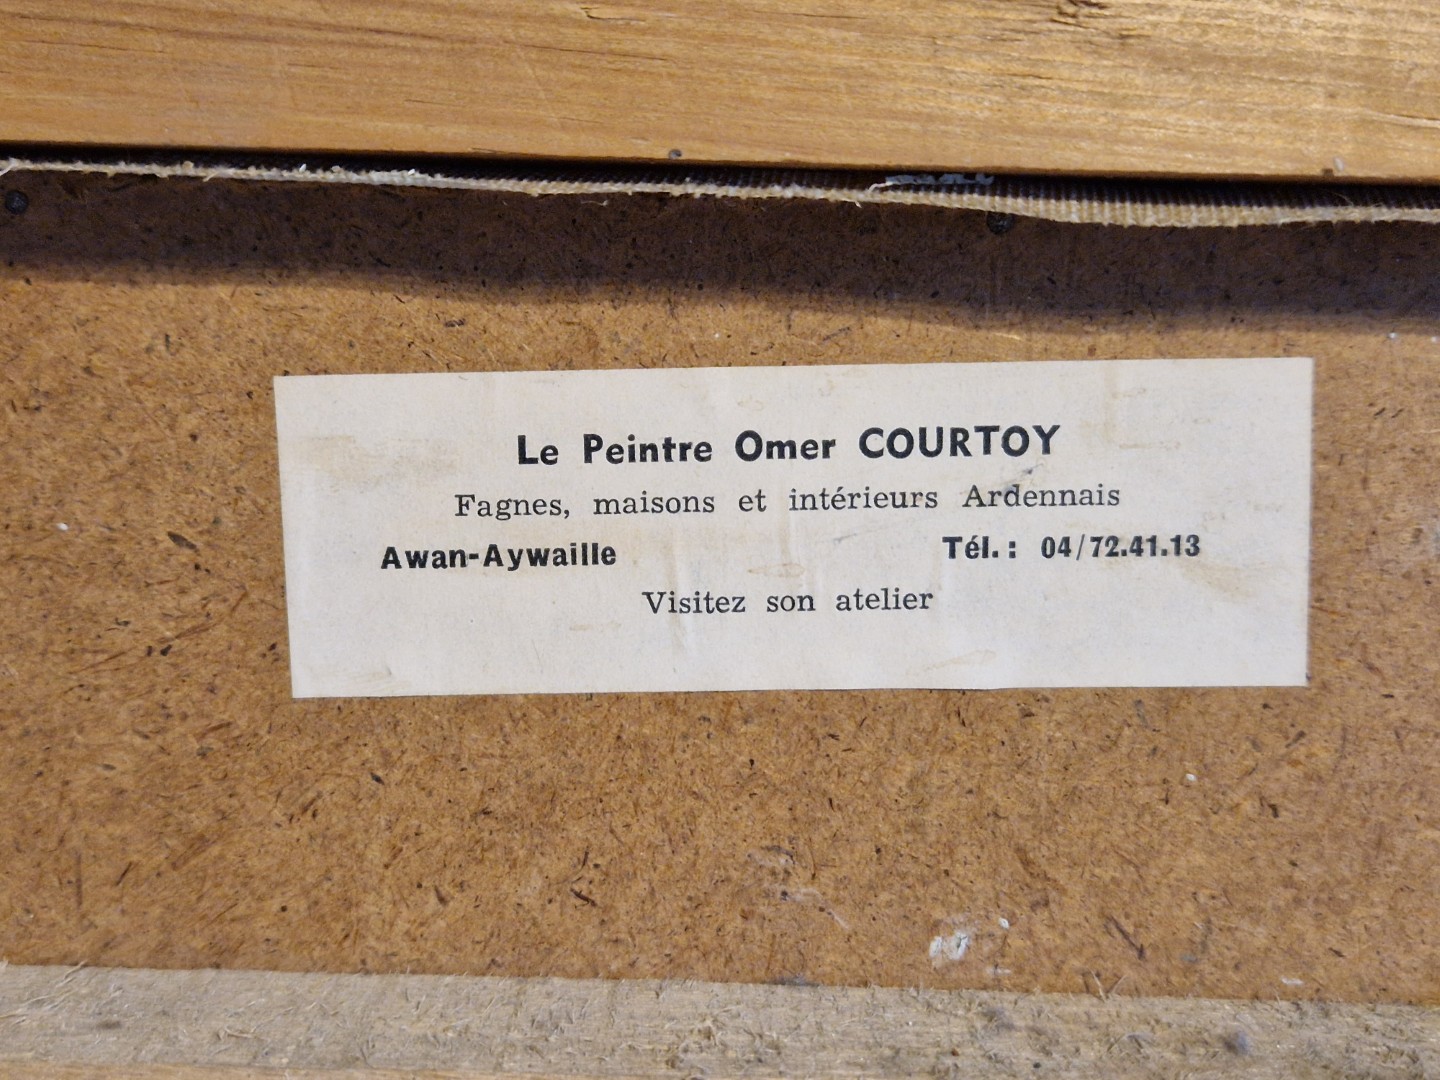 Le Peintre Omer COURTOY
Fagnes, maisons et intérieurs Ardennais
Awan-Aywaille Tél. : 04/72.41.13
Visitez son atelier